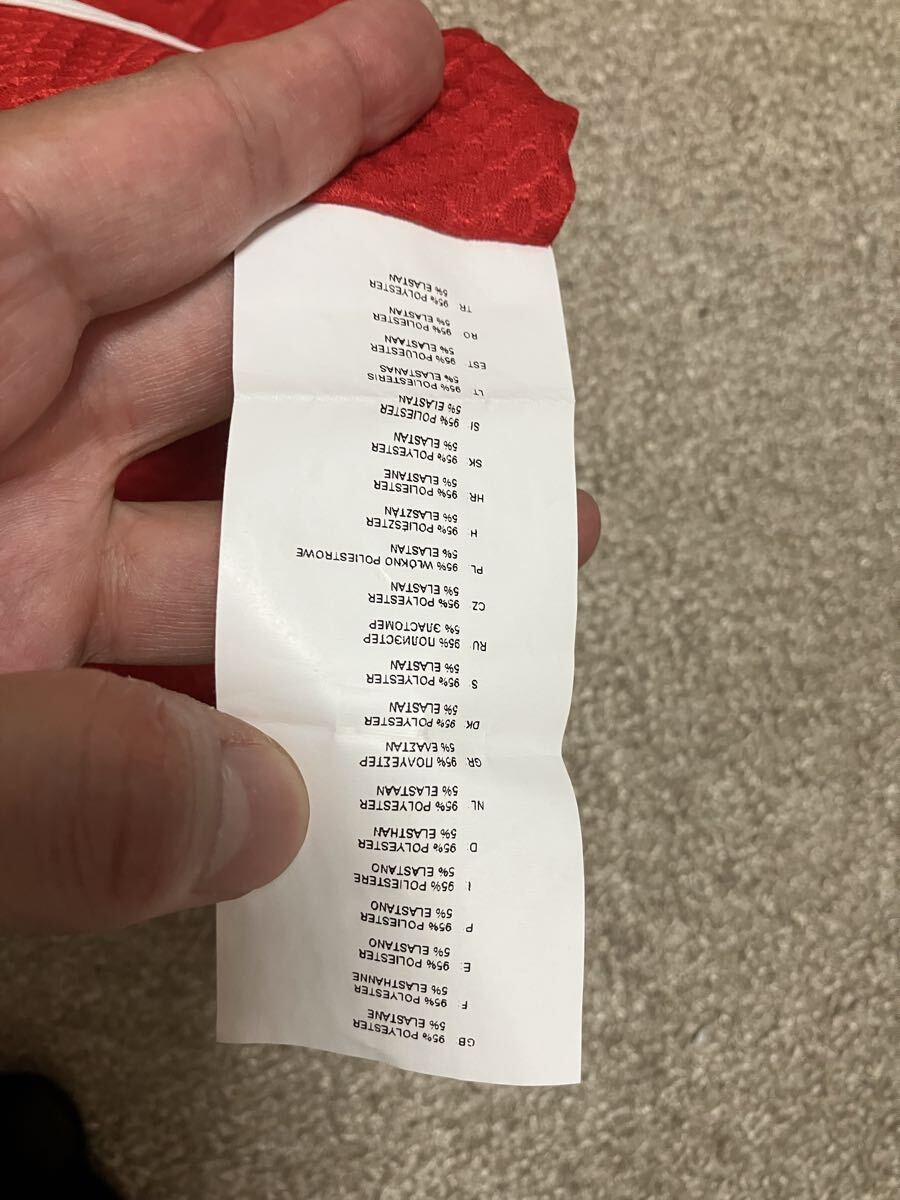 GB: 95% POLYESTER
5% ELASTANE
F: 95% POLYESTER
5% ELASTHANNE
E: 95% POLIESTER
5% ELASTANO
P: 95% POLIESTER
5% ELASTANO
I: 95% POLIESTERE
5% ELASTANO
D: 95% POLYESTER
5% ELASTHAN
NL: 95% POLYESTER
5% ELASTAAN
GR: 95% ΠΟΛΥΕΣΤΕΡ
5% ΕΛΑΣΤΑΝ
DK: 95% POLYESTER
5% ELASTAN
S: 95% POLYESTER
5% ELASTAN
RU: 95% ПОЛИЭСТЕР
5% ЭЛАСТОМЕР
CZ: 95% POLYESTER
5% ELASTAN
PL: 95% WŁÓKNO POLIESTROWE
5% ELASTAN
H: 95% POLIESZTER
5% ELASZTÁN
HR: 95% POLIESTER
5% ELASTANE
SK: 95% POLYESTER
5% ELASTAN
SI: 95% POLIESTER
5% ELASTAN
LT: 95% POLIESTERIS
5% ELASTANAS
EST: 95% POLÜESTER
5% ELASTAAN
RO: 95% POLIESTER
5% ELASTAN
TR: 95% POLYESTER
5% ELASTAN